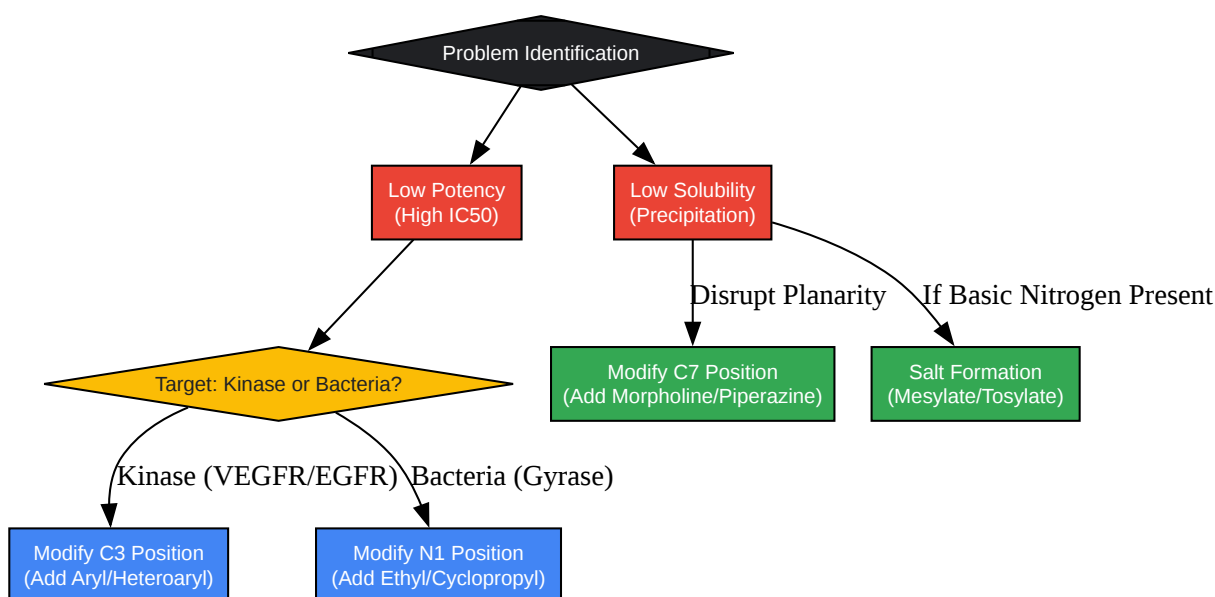 Problem Identification
Low Potency
(High IC50)
Low Solubility
(Precipitation)
Disrupt Planarity
If Basic Nitrogen Present
Target: Kinase or Bacteria?
Modify C7 Position
(Add Morpholine/Piperazine)
Salt Formation
(Mesylate/Tosylate)
Kinase (VEGFR/EGFR)
Bacteria (Gyrase)
Modify C3 Position
(Add Aryl/Heteroaryl)
Modify N1 Position
(Add Ethyl/Cyclopropyl)